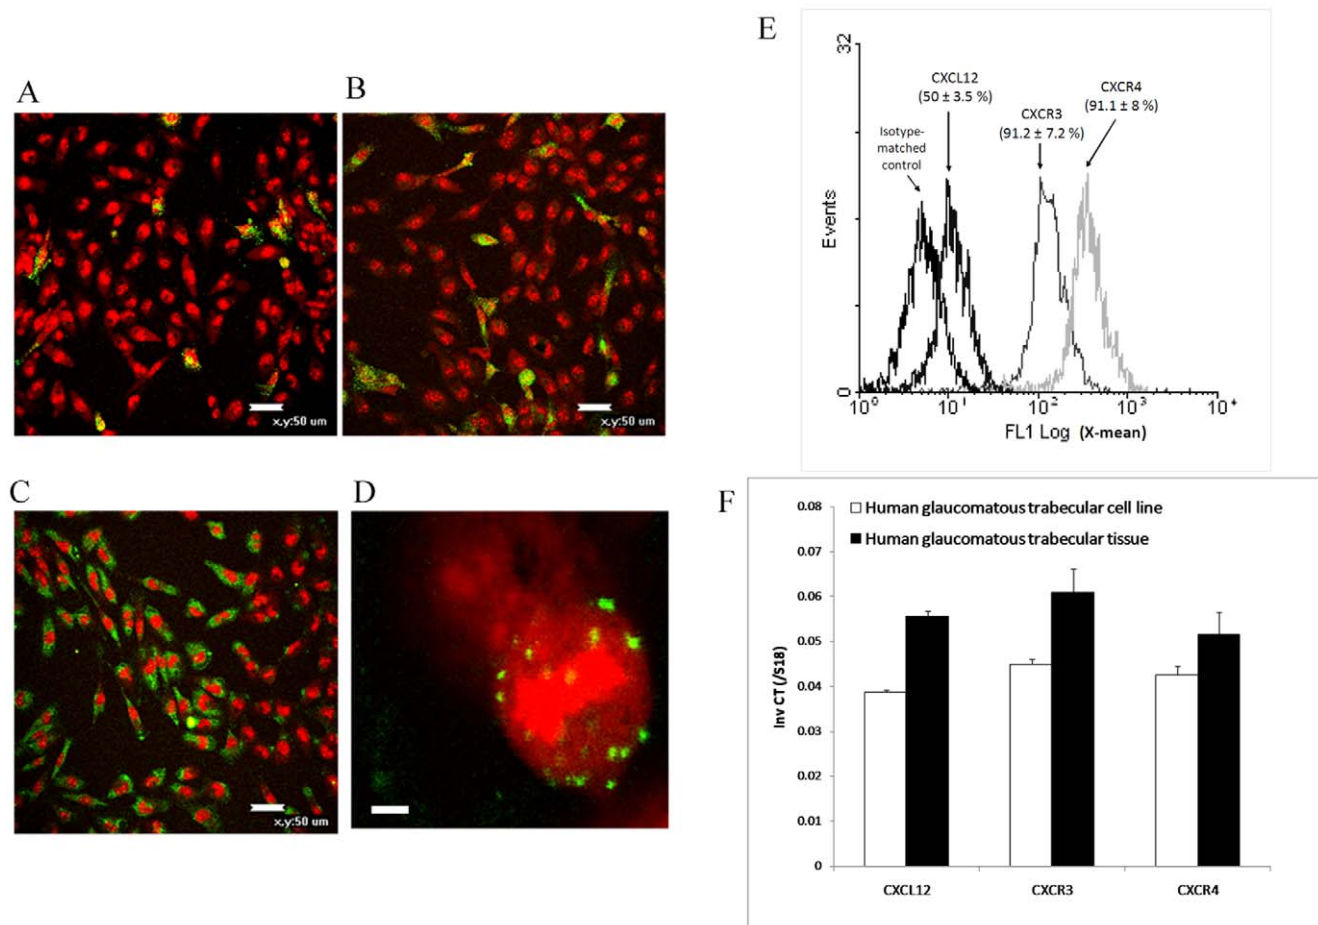 A
B
x,y:50 um
x,y:50 um
C
D
x,y:50 um
E
32
CXCL12
(50 ± 3.5 %)
CXCR4
(91.1 ± 8 %)
CXCR3
(91.2 ± 7.2 %)
Isotype-
matched
control
Events
0
10⁰
10¹
10²
10³
10⁴
FL1 Log (X-mean)
F
Human glaucomatous trabecular cell line
Human glaucomatous trabecular tissue
Inv CT (/S18)
0.08
0.07
0.06
0.05
0.04
0.03
0.02
0.01
0
CXCL12
CXCR3
CXCR4